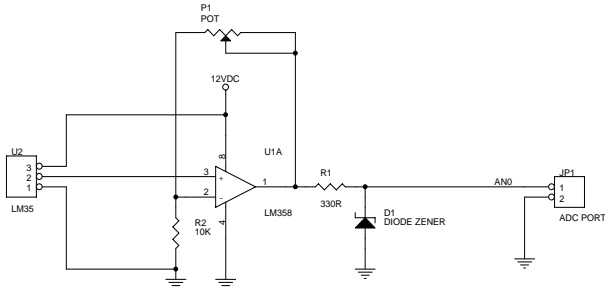 P1
POT
12VDC
U2
3
2
1
LM35
8
U1A
3
+
2
-
1
4
LM358
R2
10K
R1
330R
D1
DIODE ZENER
AN0
JP1
1
2
ADC PORT